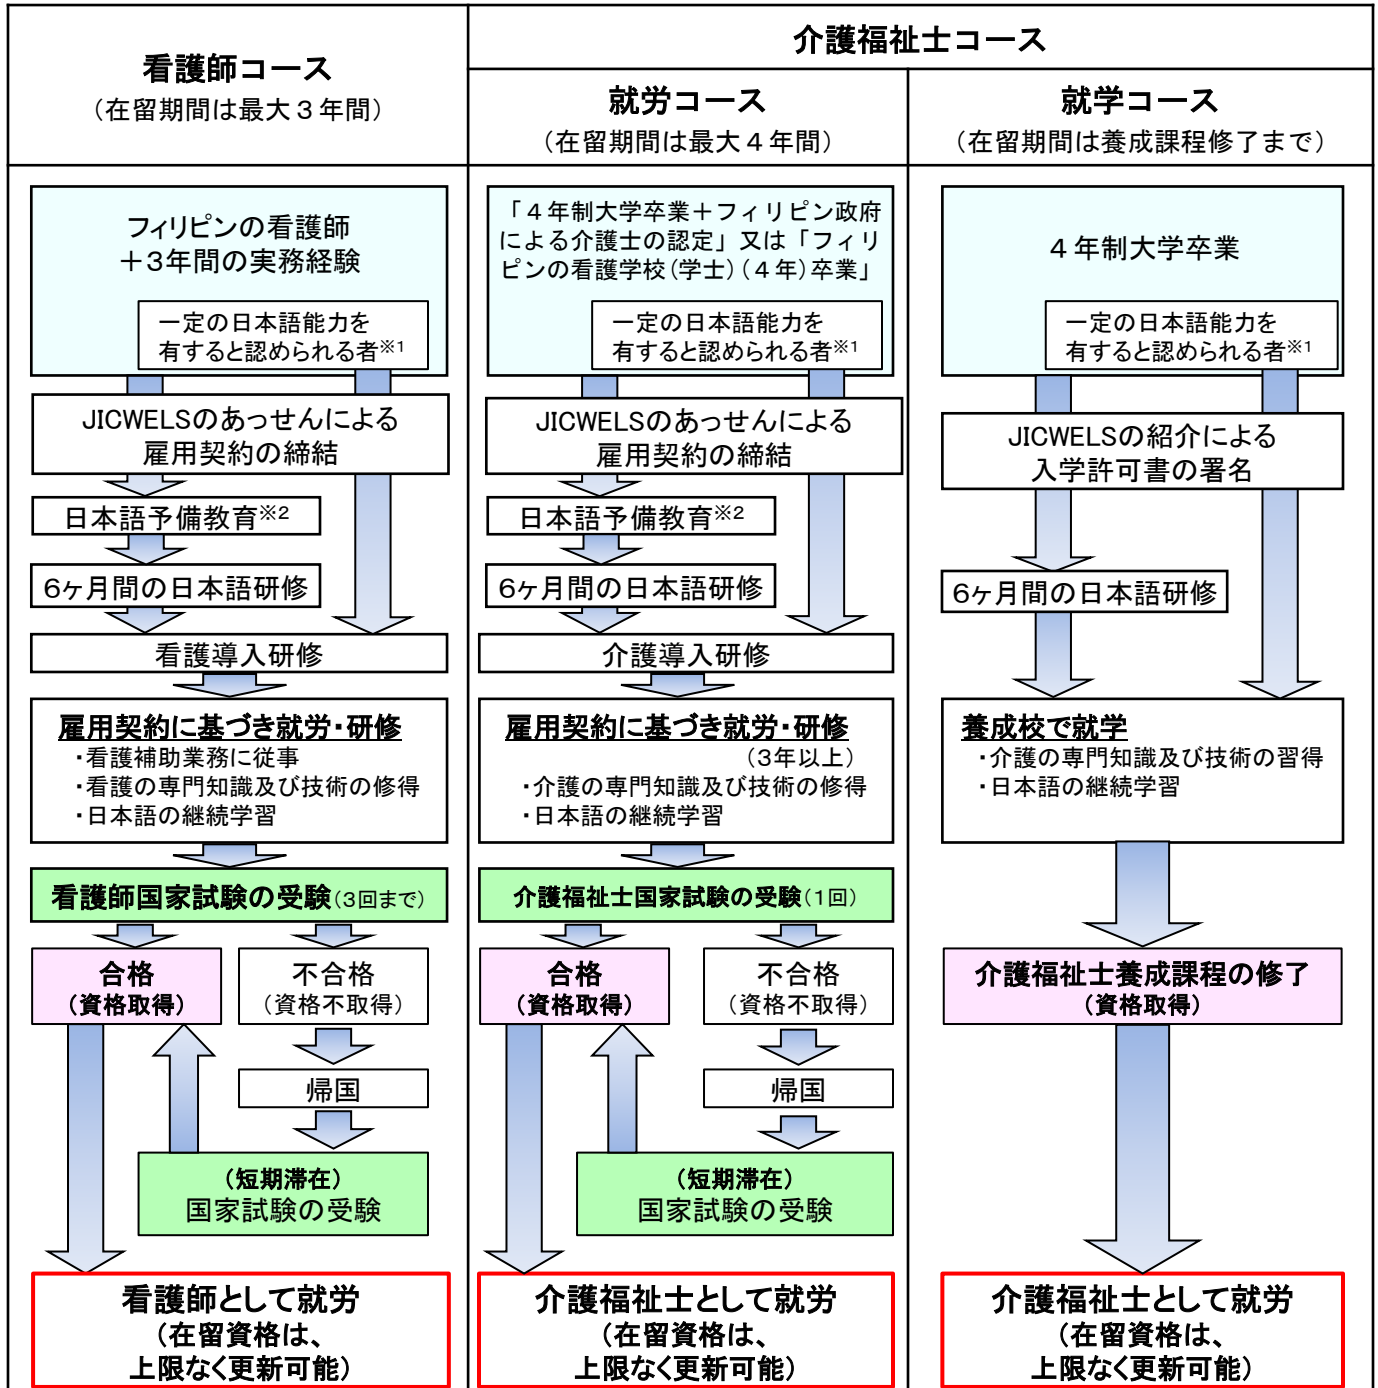 看護師コース
（在留期間は最大３年間）
介護福祉士コース
就労コース
（在留期間は最大４年間）
就学コース
（在留期間は養成課程修了まで）
フィリピンの看護師
＋3年間の実務経験
一定の日本語能力を
有すると認められる者※1
JICWELSのあっせんによる
雇用契約の締結
日本語予備教育※2
6ヶ月間の日本語研修
看護導入研修
雇用契約に基づき就労・研修
・看護補助業務に従事
・看護の専門知識及び技術の修得
・日本語の継続学習
看護師国家試験の受験（3回まで）
合格
（資格取得）
不合格
（資格不取得）
帰国
（短期滞在）
国家試験の受験
看護師として就労
（在留資格は、
上限なく更新可能）
「４年制大学卒業＋フィリピン政府
による介護士の認定」又は「フィリ
ピンの看護学校（学士）（４年）卒業」
一定の日本語能力を
有すると認められる者※1
JICWELSのあっせんによる
雇用契約の締結
日本語予備教育※2
6ヶ月間の日本語研修
介護導入研修
雇用契約に基づき就労・研修
（3年以上）
・介護の専門知識及び技術の修得
・日本語の継続学習
介護福祉士国家試験の受験（1回）
合格
（資格取得）
不合格
（資格不取得）
帰国
（短期滞在）
国家試験の受験
介護福祉士として就労
（在留資格は、
上限なく更新可能）
４年制大学卒業
一定の日本語能力を
有すると認められる者※1
JICWELSの紹介による
入学許可書の署名
6ヶ月間の日本語研修
養成校で就学
・介護の専門知識及び技術の習得
・日本語の継続学習
介護福祉士養成課程の修了
（資格取得）
介護福祉士として就労
（在留資格は、
上限なく更新可能）